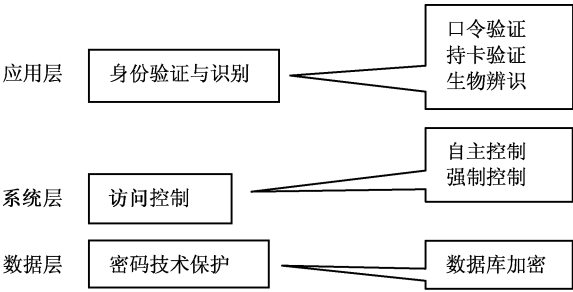 口令验证
持卡验证
生物辨识
应用层 身份验证与识别
自主控制
强制控制
系统层 访问控制
数据层 密码技术保护 数据库加密